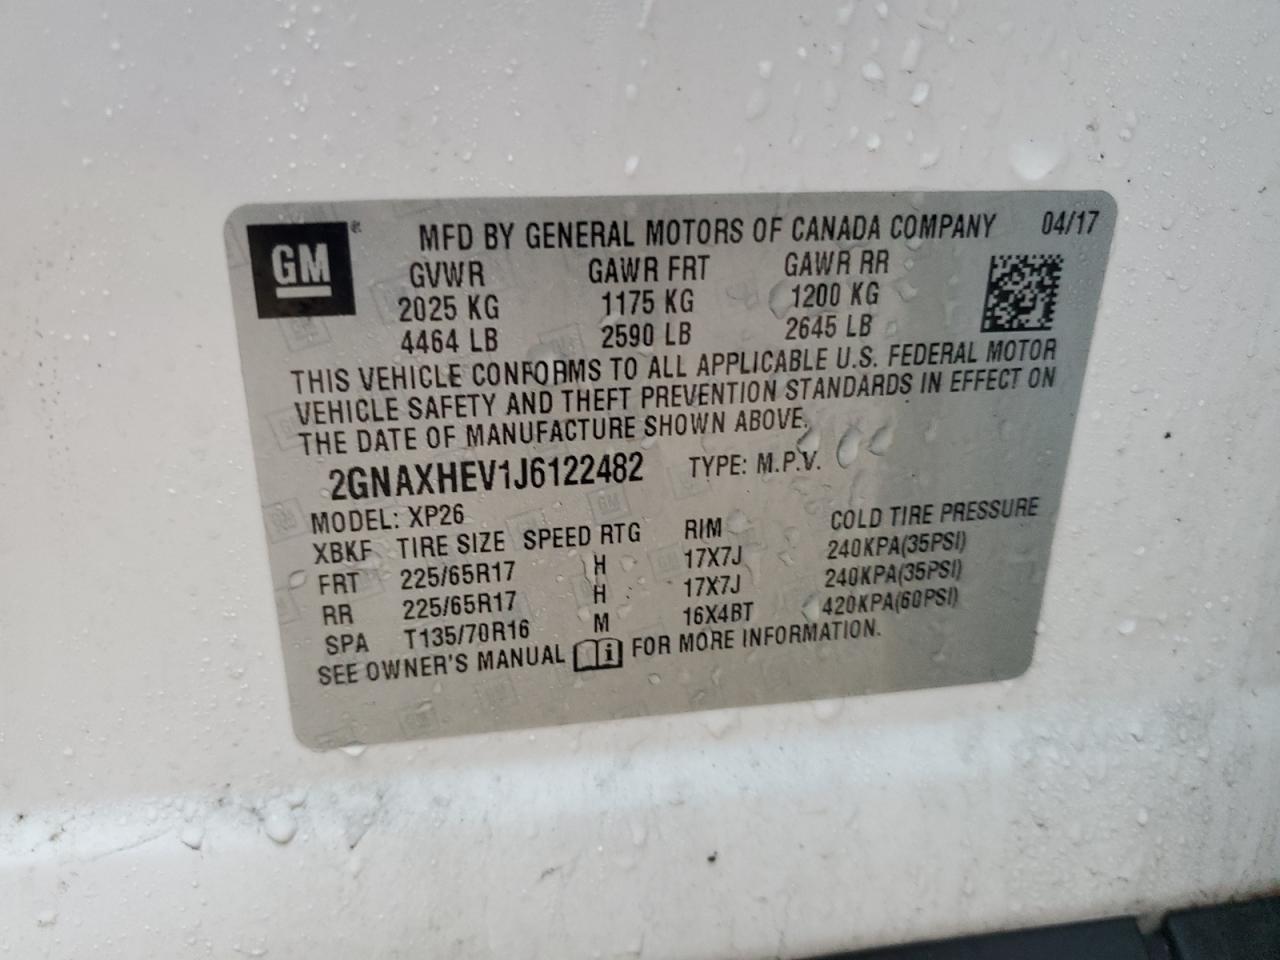 GM ® MFD BY GENERAL MOTORS OF CANADA COMPANY 04/17
GVWR GAWR FRT GAWR RR
2025 KG 1175 KG 1200 KG
4464 LB 2590 LB 2645 LB
THIS VEHICLE CONFORMS TO ALL APPLICABLE U.S. FEDERAL MOTOR
VEHICLE SAFETY AND THEFT PREVENTION STANDARDS IN EFFECT ON
THE DATE OF MANUFACTURE SHOWN ABOVE.
2GNAXHEV1J6122482 TYPE: M.P.V.
MODEL: XP26
XBKF TIRE SIZE SPEED RTG RIM COLD TIRE PRESSURE
FRT 225/65R17 H 17X7J 240KPA(35PSI)
RR 225/65R17 H 17X7J 240KPA(35PSI)
SPA T135/70R16 M 16X4BT 420KPA(60PSI)
SEE OWNER'S MANUAL i FOR MORE INFORMATION.